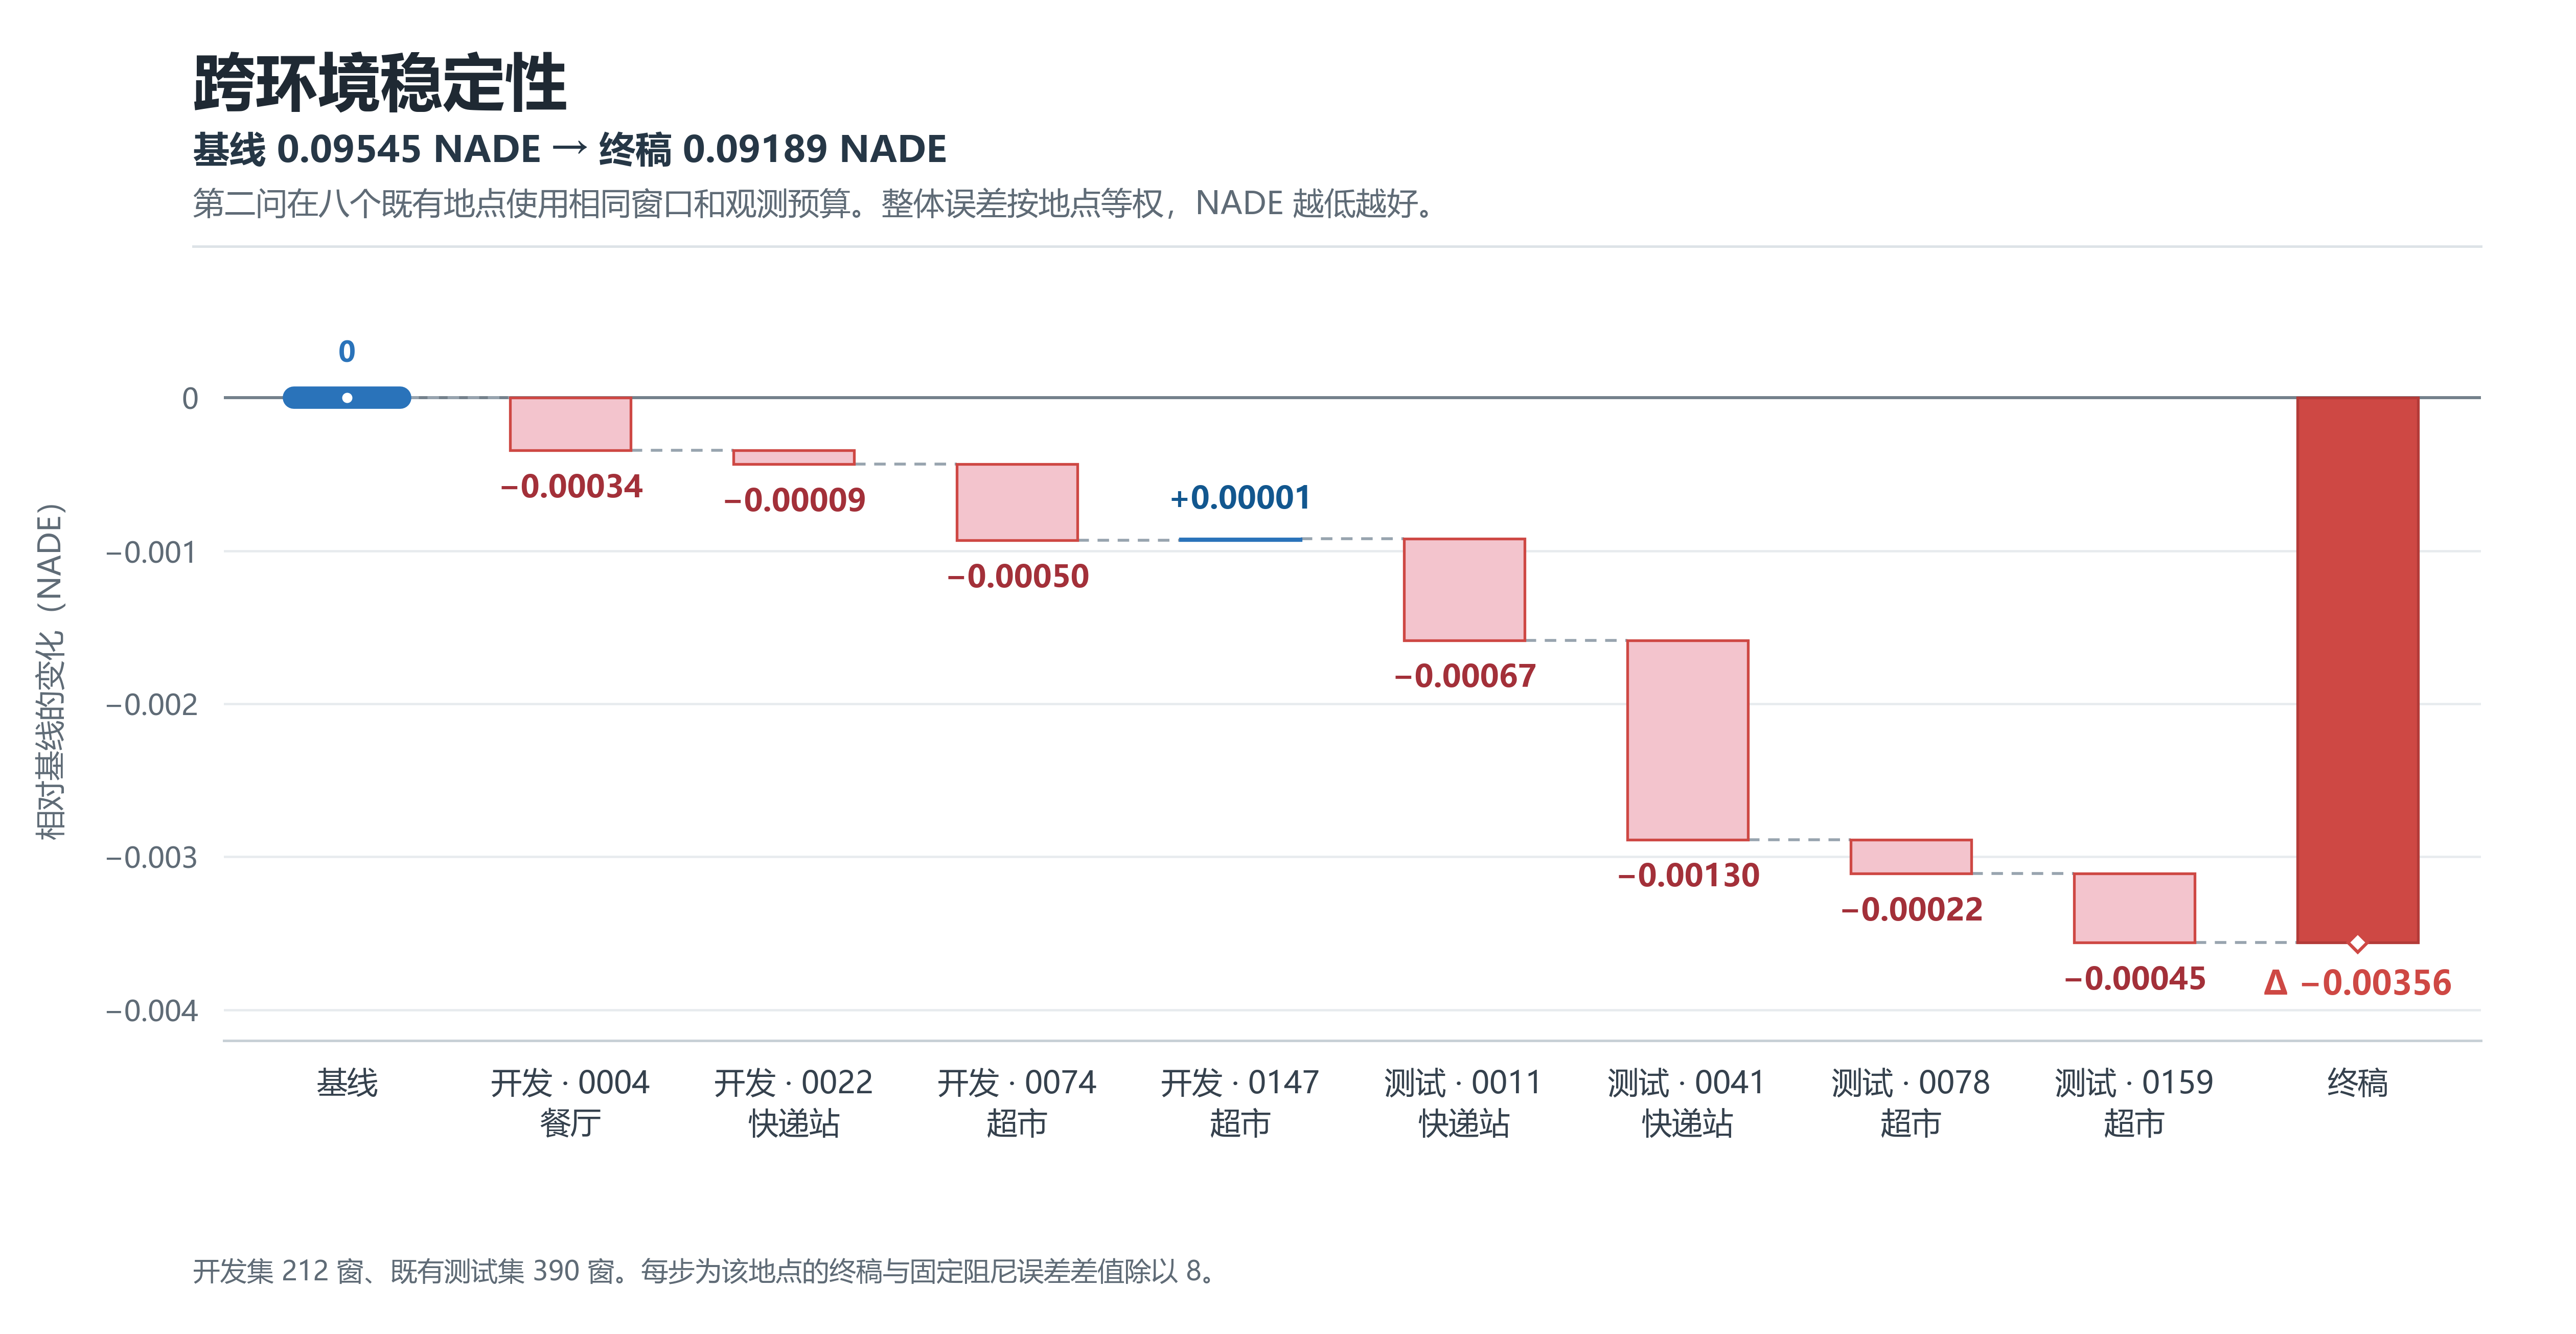 跨环境稳定性
基线 0.09545 NADE → 终稿 0.09189 NADE
第二问在八个既有地点使用相同窗口和观测预算。整体误差按地点等权，NADE 越低越好。
相对基线的变化（NADE）
0
−0.001
−0.002
−0.003
−0.004
0
−0.00034
−0.00009
−0.00050
+0.00001
−0.00067
−0.00130
−0.00022
−0.00045
Δ −0.00356
基线
开发 · 0004
餐厅
开发 · 0022
快递站
开发 · 0074
超市
开发 · 0147
超市
测试 · 0011
快递站
测试 · 0041
快递站
测试 · 0078
超市
测试 · 0159
超市
终稿
开发集 212 窗、既有测试集 390 窗。每步为该地点的终稿与固定阻尼误差差值除以 8。